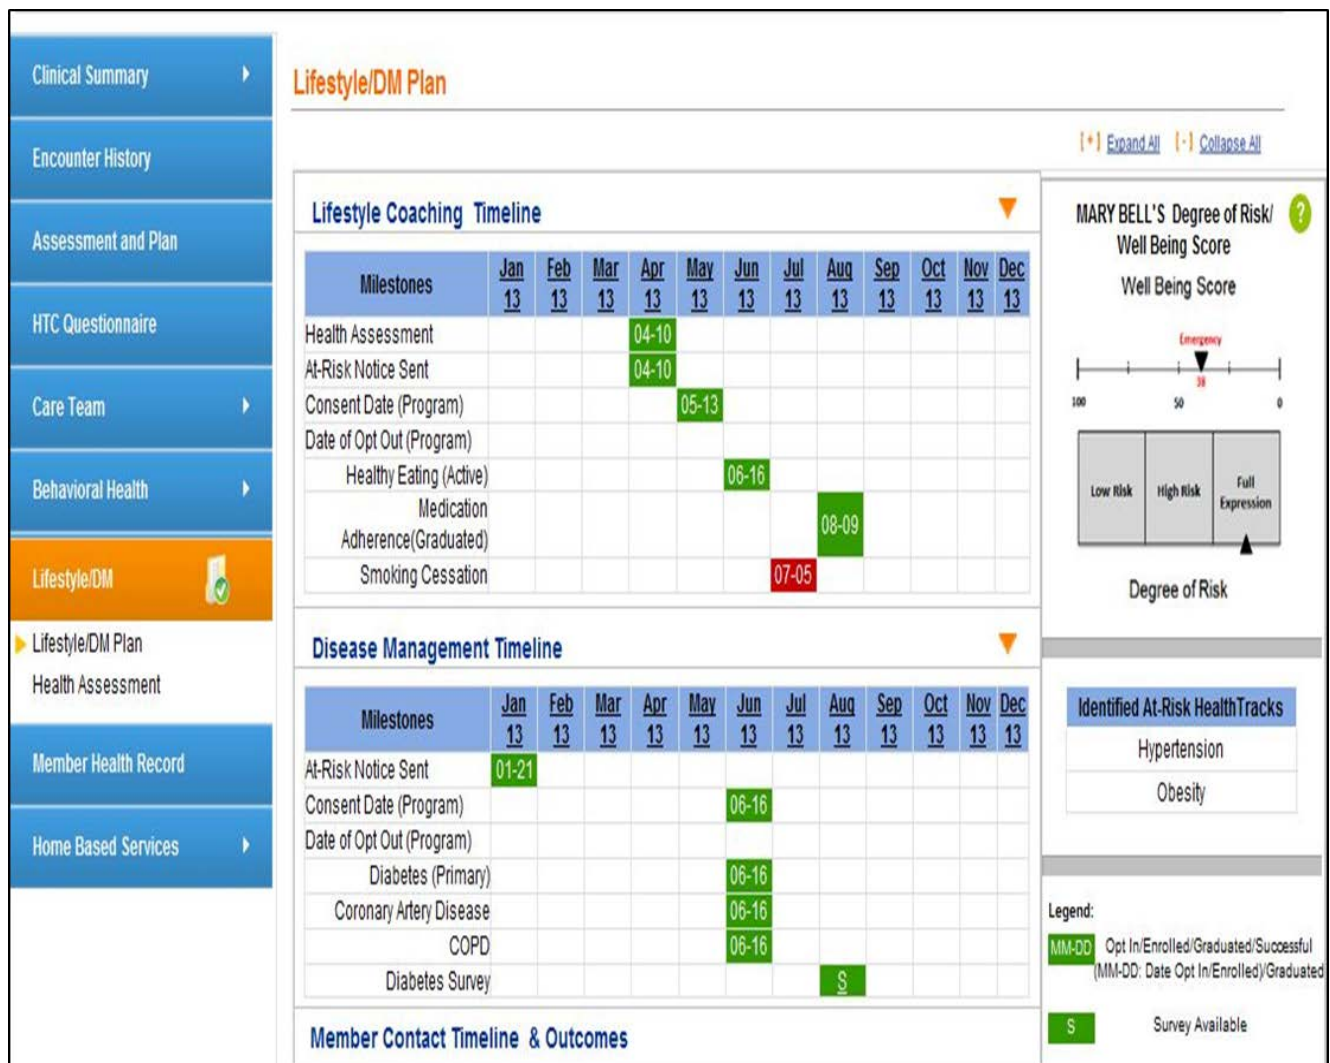 Clinical Summary
Encounter History
Assessment and Plan
HTC Questionnaire
Care Team
Behavioral Health
Lifestyle/DM
Lifestyle/DM Plan
Health Assessment
Member Health Record
Home Based Services
Lifestyle/DM Plan
[+] Expand All [-] Collapse All
Lifestyle Coaching Timeline
Milestones Jan 13 Feb 13 Mar 13 Apr 13 May 13 Jun 13 Jul 13 Aug 13 Sep 13 Oct 13 Nov 13 Dec 13
Health Assessment 04-10
At-Risk Notice Sent 04-10
Consent Date (Program) 05-13
Date of Opt Out (Program)
Healthy Eating (Active) 06-16
Medication
Adherence(Graduated) 08-09
Smoking Cessation 07-05
Disease Management Timeline
Milestones Jan 13 Feb 13 Mar 13 Apr 13 May 13 Jun 13 Jul 13 Aug 13 Sep 13 Oct 13 Nov 13 Dec 13
At-Risk Notice Sent 01-21
Consent Date (Program) 06-16
Date of Opt Out (Program)
Diabetes (Primary) 06-16
Coronary Artery Disease 06-16
COPD 06-16
Diabetes Survey S
Member Contact Timeline & Outcomes
MARY BELL'S Degree of Risk/ ?
Well Being Score
Well Being Score
Emergency
38
100 50 0
Low Risk High Risk Full Expression
Degree of Risk
Identified At-Risk HealthTracks
Hypertension
Obesity
Legend:
MM-DD Opt In/Enrolled/Graduated/Successful
(MM-DD: Date Opt In/Enrolled)/Graduated
S Survey Available